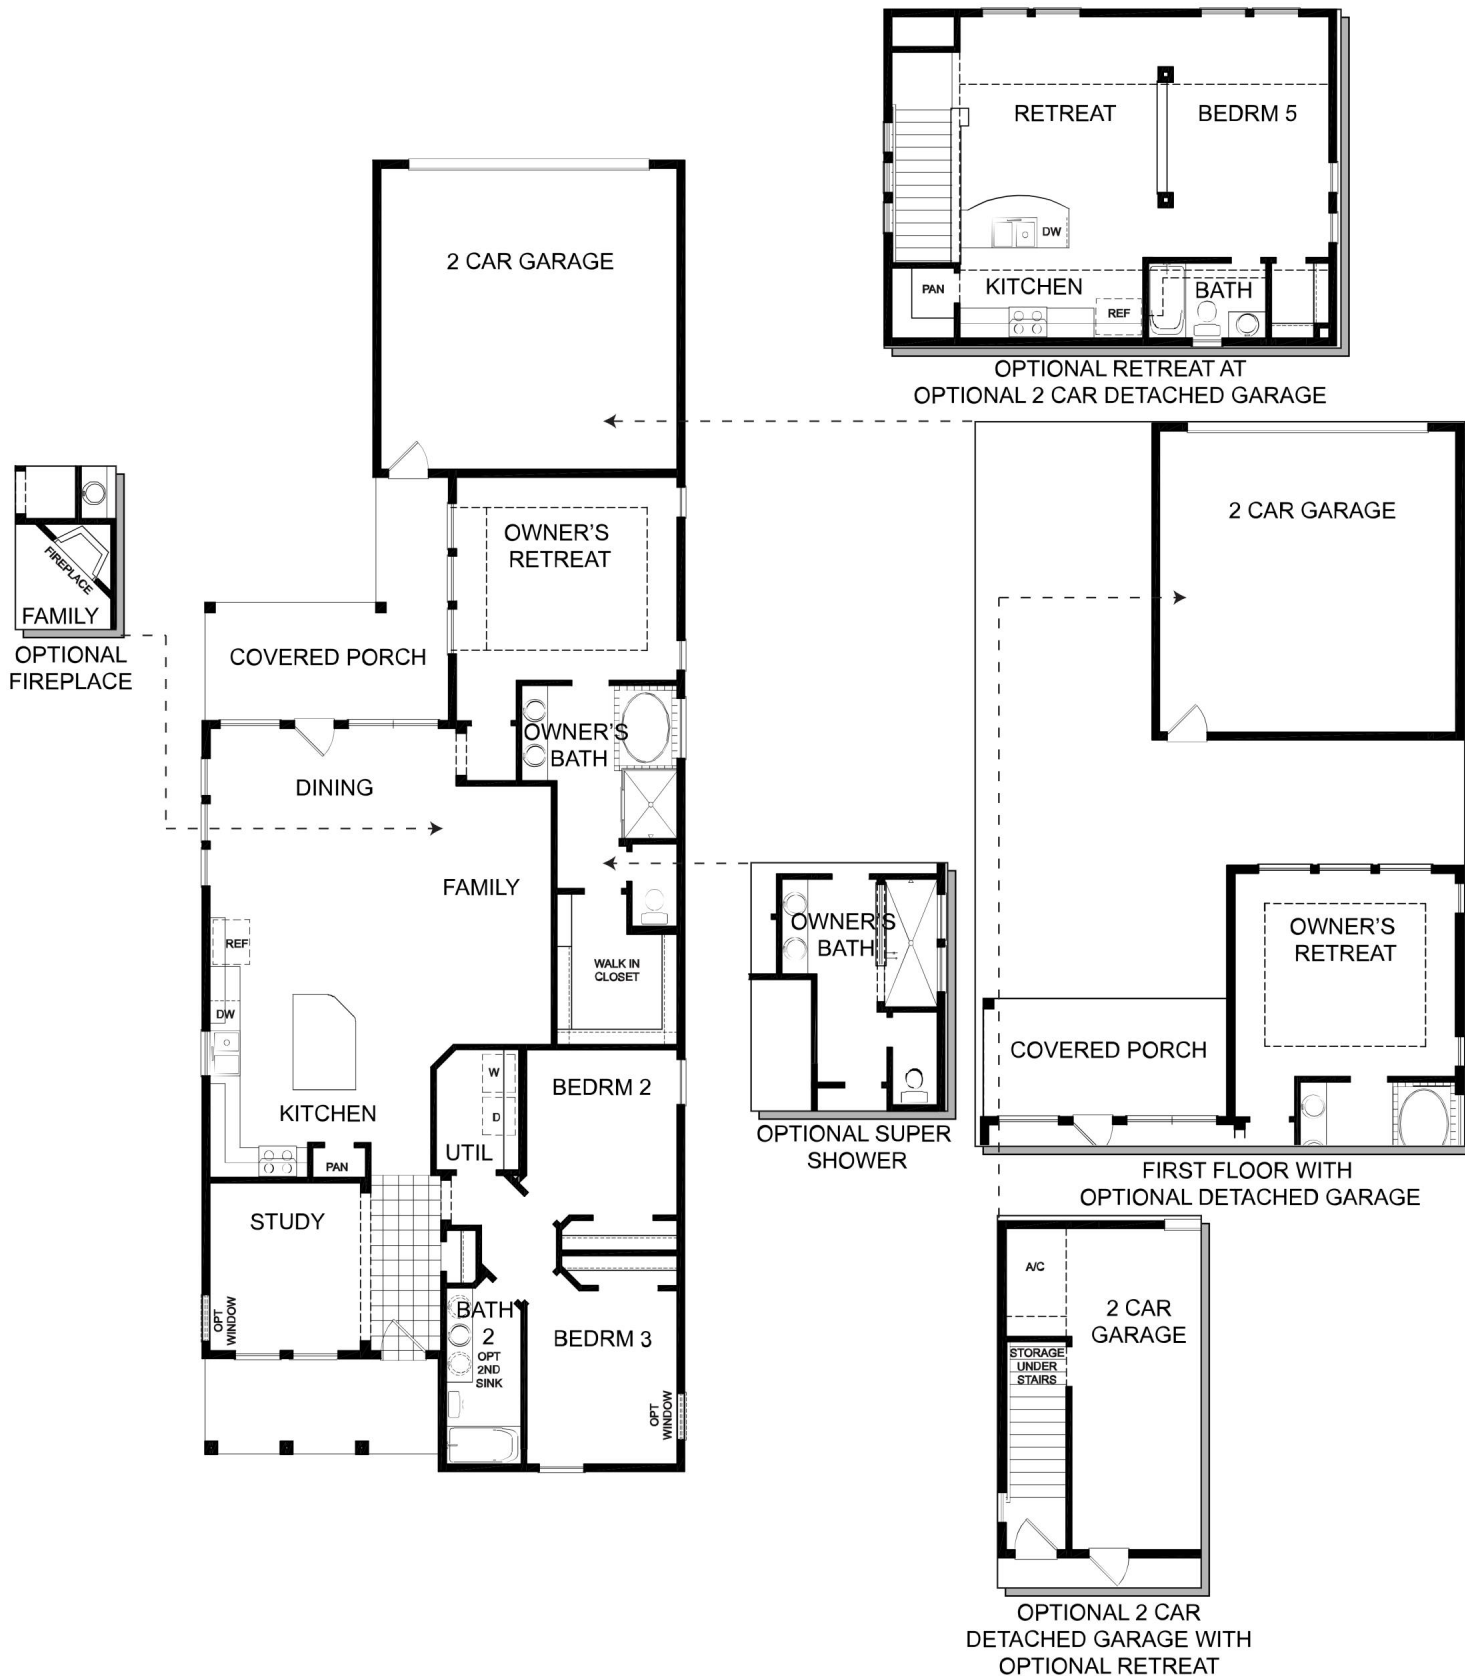 RETREAT
BEDRM 5
DW
PAN
KITCHEN
REF
BATH
OPTIONAL RETREAT AT
OPTIONAL 2 CAR DETACHED GARAGE
2 CAR GARAGE
FIREPLACE
FAMILY
OPTIONAL
FIREPLACE
OWNER'S
RETREAT
COVERED PORCH
OWNER'S
BATH
DINING
FAMILY
REF
WALK IN
CLOSET
DW
KITCHEN
PAN
W
D
UTIL
BEDRM 2
STUDY
OPT
WINDOW
BATH
2
OPT
2ND
SINK
BEDRM 3
OPT
WINDOW
OWNER'S
BATH
OPTIONAL SUPER
SHOWER
2 CAR GARAGE
OWNER'S
RETREAT
COVERED PORCH
FIRST FLOOR WITH
OPTIONAL DETACHED GARAGE
A/C
2 CAR
GARAGE
STORAGE
UNDER
STAIRS
OPTIONAL 2 CAR
DETACHED GARAGE WITH
OPTIONAL RETREAT